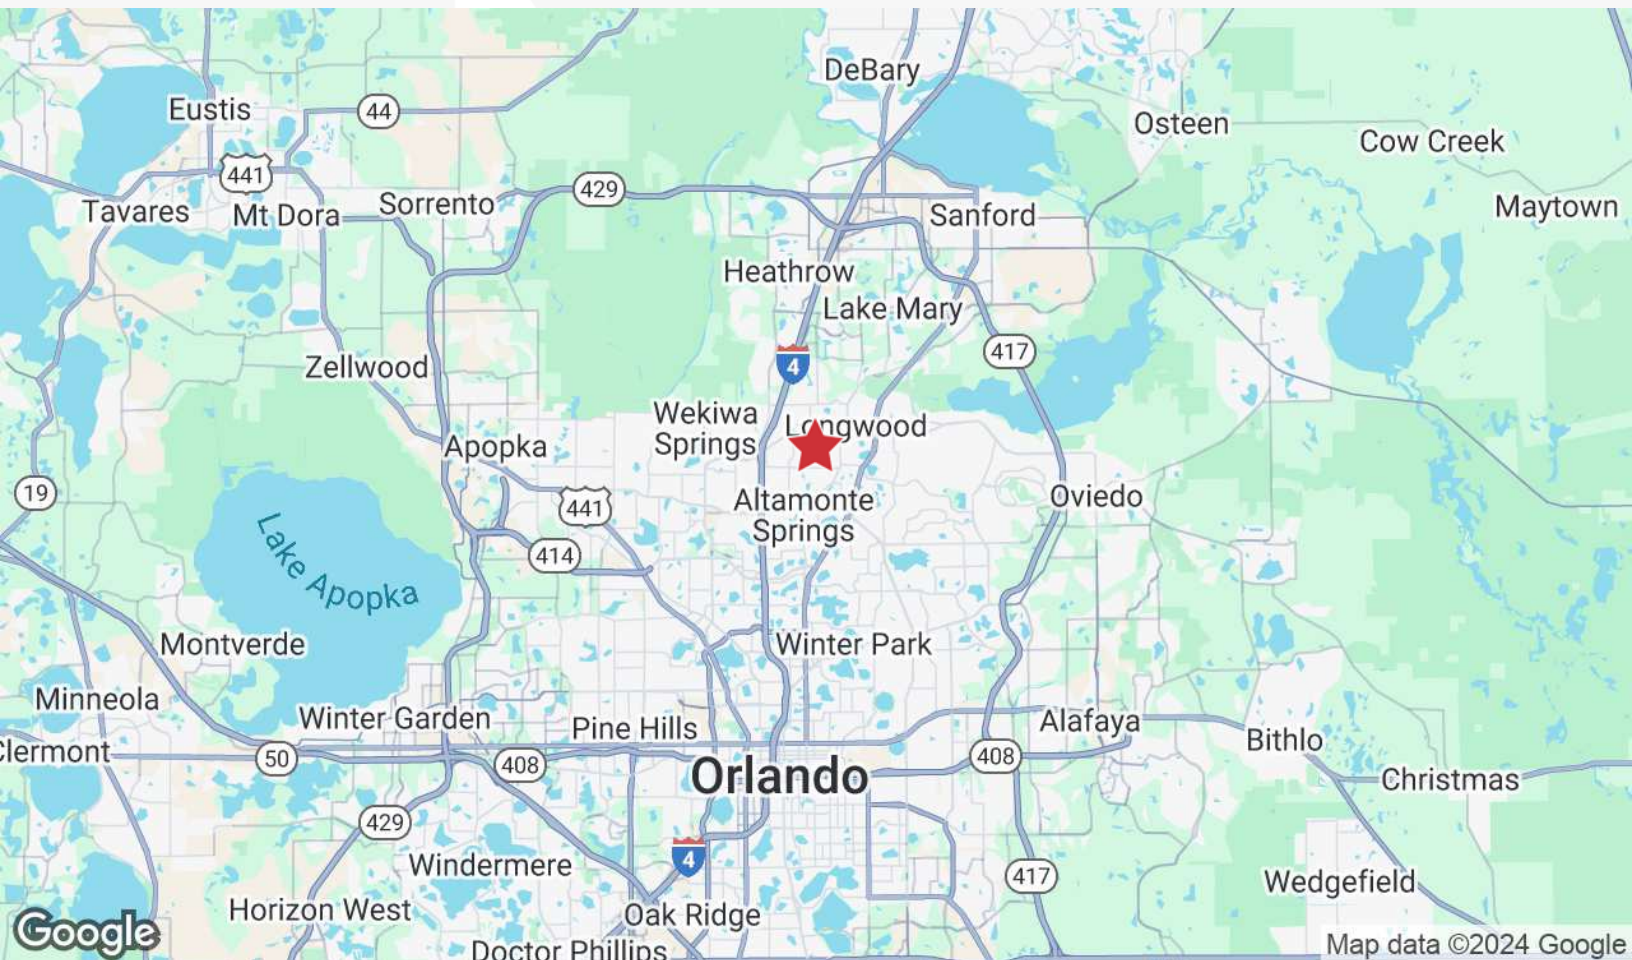 DeBary
Eustis
44
Osteen
Cow Creek
441
429
Tavares
Mt Dora
Sorrento
Sanford
Maytown
Heathrow
Lake Mary
417
Zellwood
4
Wekiwa
Springs
Longwood
Apopka
19
441
Altamonte
Springs
Oviedo
414
Lake Apopka
Montverde
Winter Park
Minneola
Winter Garden
Pine Hills
Alafaya
Clermont
50
408
408
Bithlo
Orlando
Christmas
429
4
Windermere
417
Wedgefield
Horizon West
Oak Ridge
Google
Doctor Phillips
Map data ©2024 Google